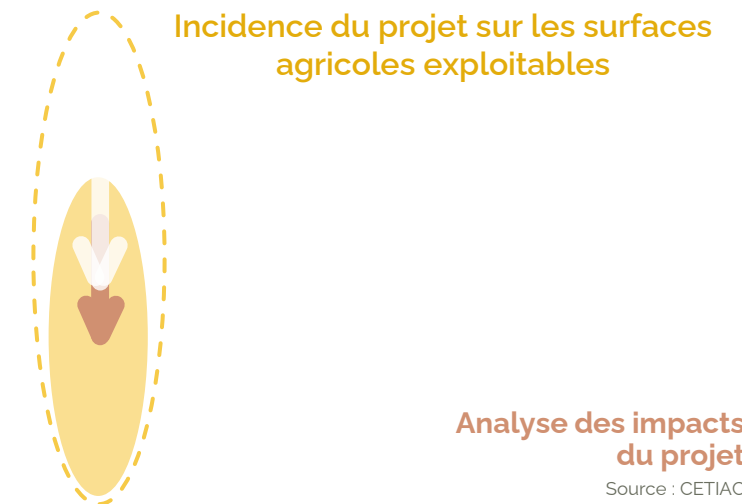 Incidence du projet sur les surfaces
agricoles exploitables
Analyse des impacts
du projet
Source : CETIAC